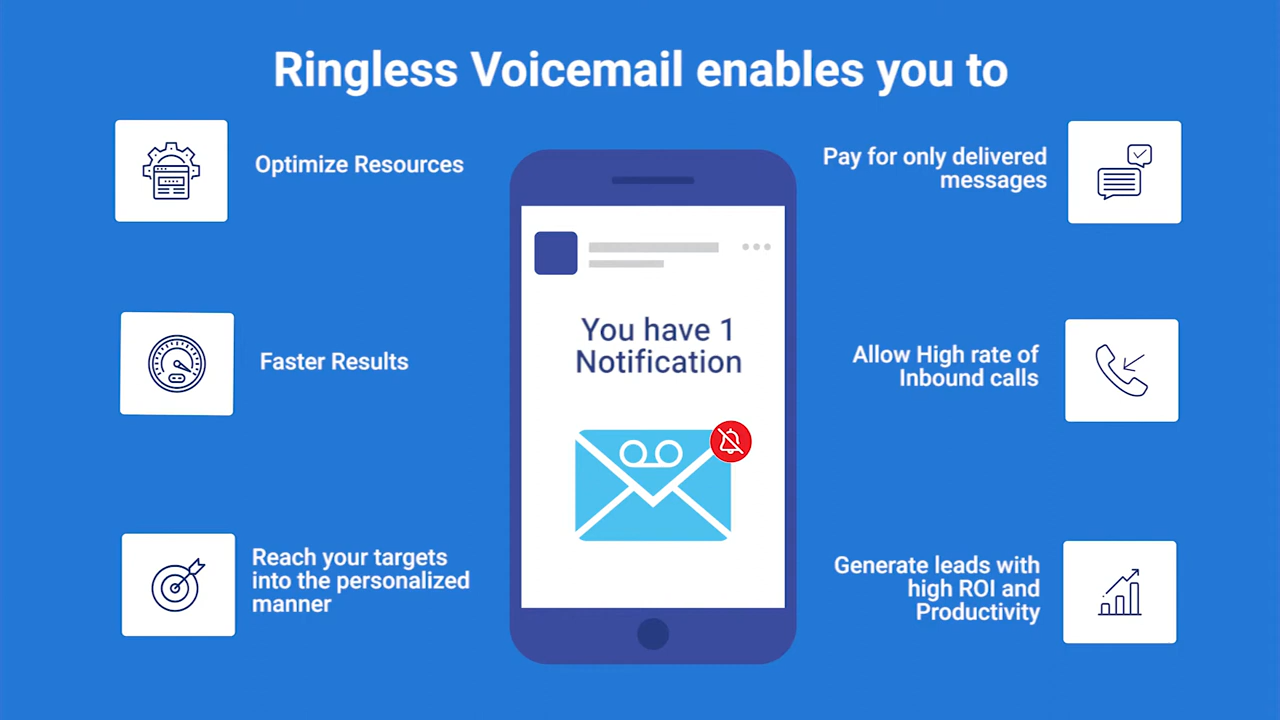 Ringless Voicemail enables you to
Optimize Resources
Faster Results
Reach your targets
into the personalized
manner
You have 1
Notification
Pay for only delivered
messages
Allow High rate of
Inbound calls
Generate leads with
high ROI and
Productivity